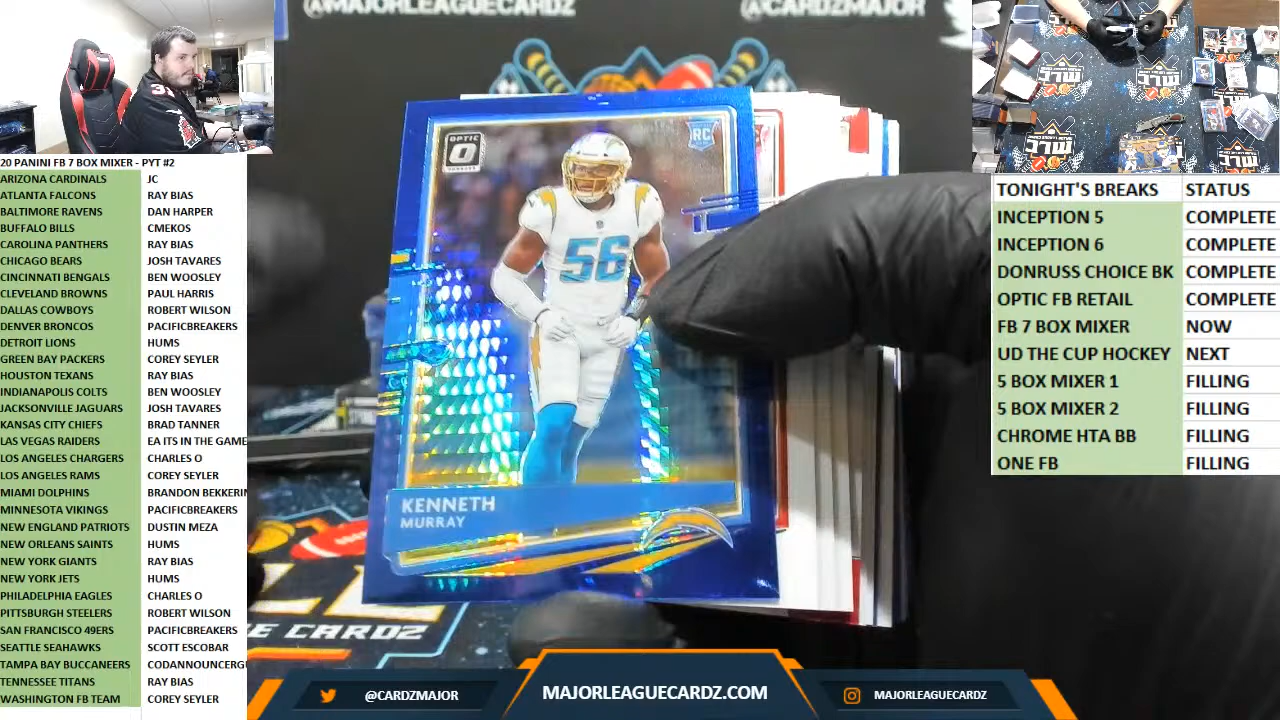 @MAJORLEAGUECARDZ
@CARDZMAJOR
20 PANINI FB 7 BOX MIXER - PYT #2
ARIZONA CARDINALS JC
ATLANTA FALCONS RAY BIAS
BALTIMORE RAVENS DAN HARPER
BUFFALO BILLS CMEKOS
CAROLINA PANTHERS RAY BIAS
CHICAGO BEARS JOSH TAVARES
CINCINNATI BENGALS BEN WOOSLEY
CLEVELAND BROWNS PAUL HARRIS
DALLAS COWBOYS ROBERT WILSON
DENVER BRONCOS PACIFICBREAKERS
DETROIT LIONS HUMS
GREEN BAY PACKERS COREY SEYLER
HOUSTON TEXANS RAY BIAS
INDIANAPOLIS COLTS BEN WOOSLEY
JACKSONVILLE JAGUARS JOSH TAVARES
KANSAS CITY CHIEFS BRAD TANNER
LAS VEGAS RAIDERS EA ITS IN THE GAME
LOS ANGELES CHARGERS CHARLES O
LOS ANGELES RAMS COREY SEYLER
MIAMI DOLPHINS BRANDON BEKKERIN
MINNESOTA VIKINGS PACIFICBREAKERS
NEW ENGLAND PATRIOTS DUSTIN MEZA
NEW ORLEANS SAINTS HUMS
NEW YORK GIANTS RAY BIAS
NEW YORK JETS HUMS
PHILADELPHIA EAGLES CHARLES O
PITTSBURGH STEELERS ROBERT WILSON
SAN FRANCISCO 49ERS PACIFICBREAKERS
SEATTLE SEAHAWKS SCOTT ESCOBAR
TAMPA BAY BUCCANEERS CODANNOUNCERG
TENNESSEE TITANS RAY BIAS
WASHINGTON FB TEAM COREY SEYLER
OPTIC
RC
56
KENNETH
MURRAY
E CARDZ
TONIGHT'S BREAKS STATUS
INCEPTION 5 COMPLETE
INCEPTION 6 COMPLETE
DONRUSS CHOICE BK COMPLETE
OPTIC FB RETAIL COMPLETE
FB 7 BOX MIXER NOW
UD THE CUP HOCKEY NEXT
5 BOX MIXER 1 FILLING
5 BOX MIXER 2 FILLING
CHROME HTA BB FILLING
ONE FB FILLING
@CARDZMAJOR
MAJORLEAGUECARDZ.COM
MAJORLEAGUECARDZ